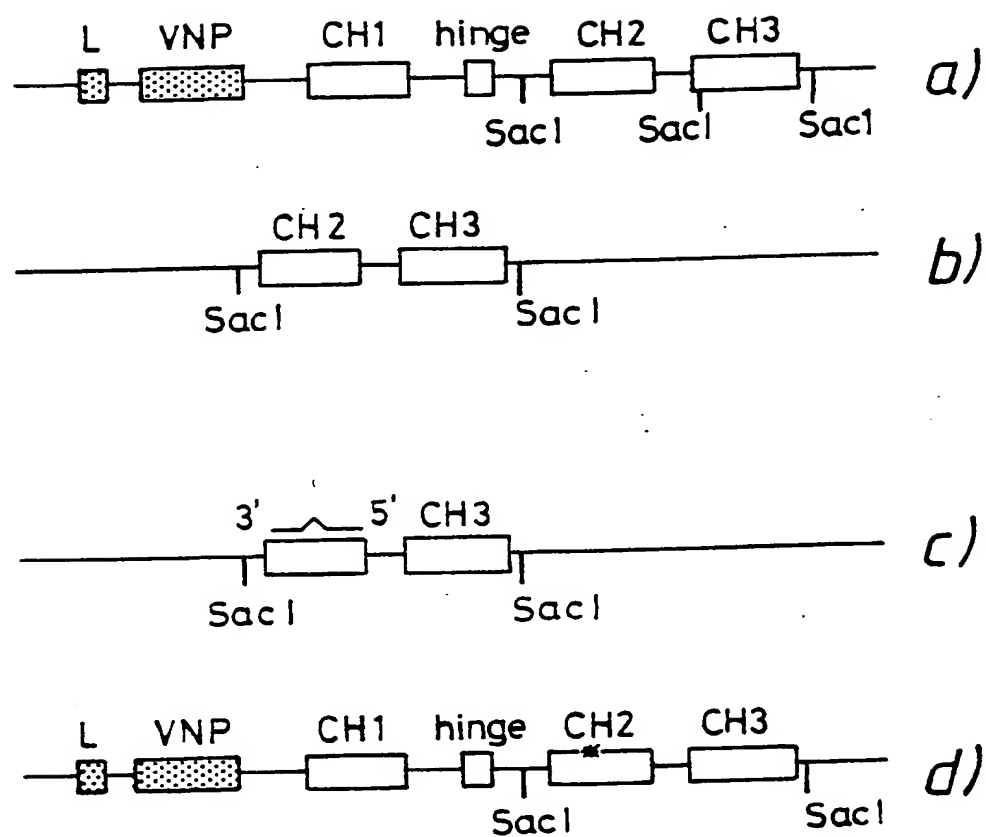 L VNP CH1 hinge CH2 CH3
a)
SacI SacI Sac1
CH2 CH3
b)
SacI SacI
3' 5' CH3
c)
SacI SacI
L VNP CH1 hinge CH2 CH3
d)
SacI SacI